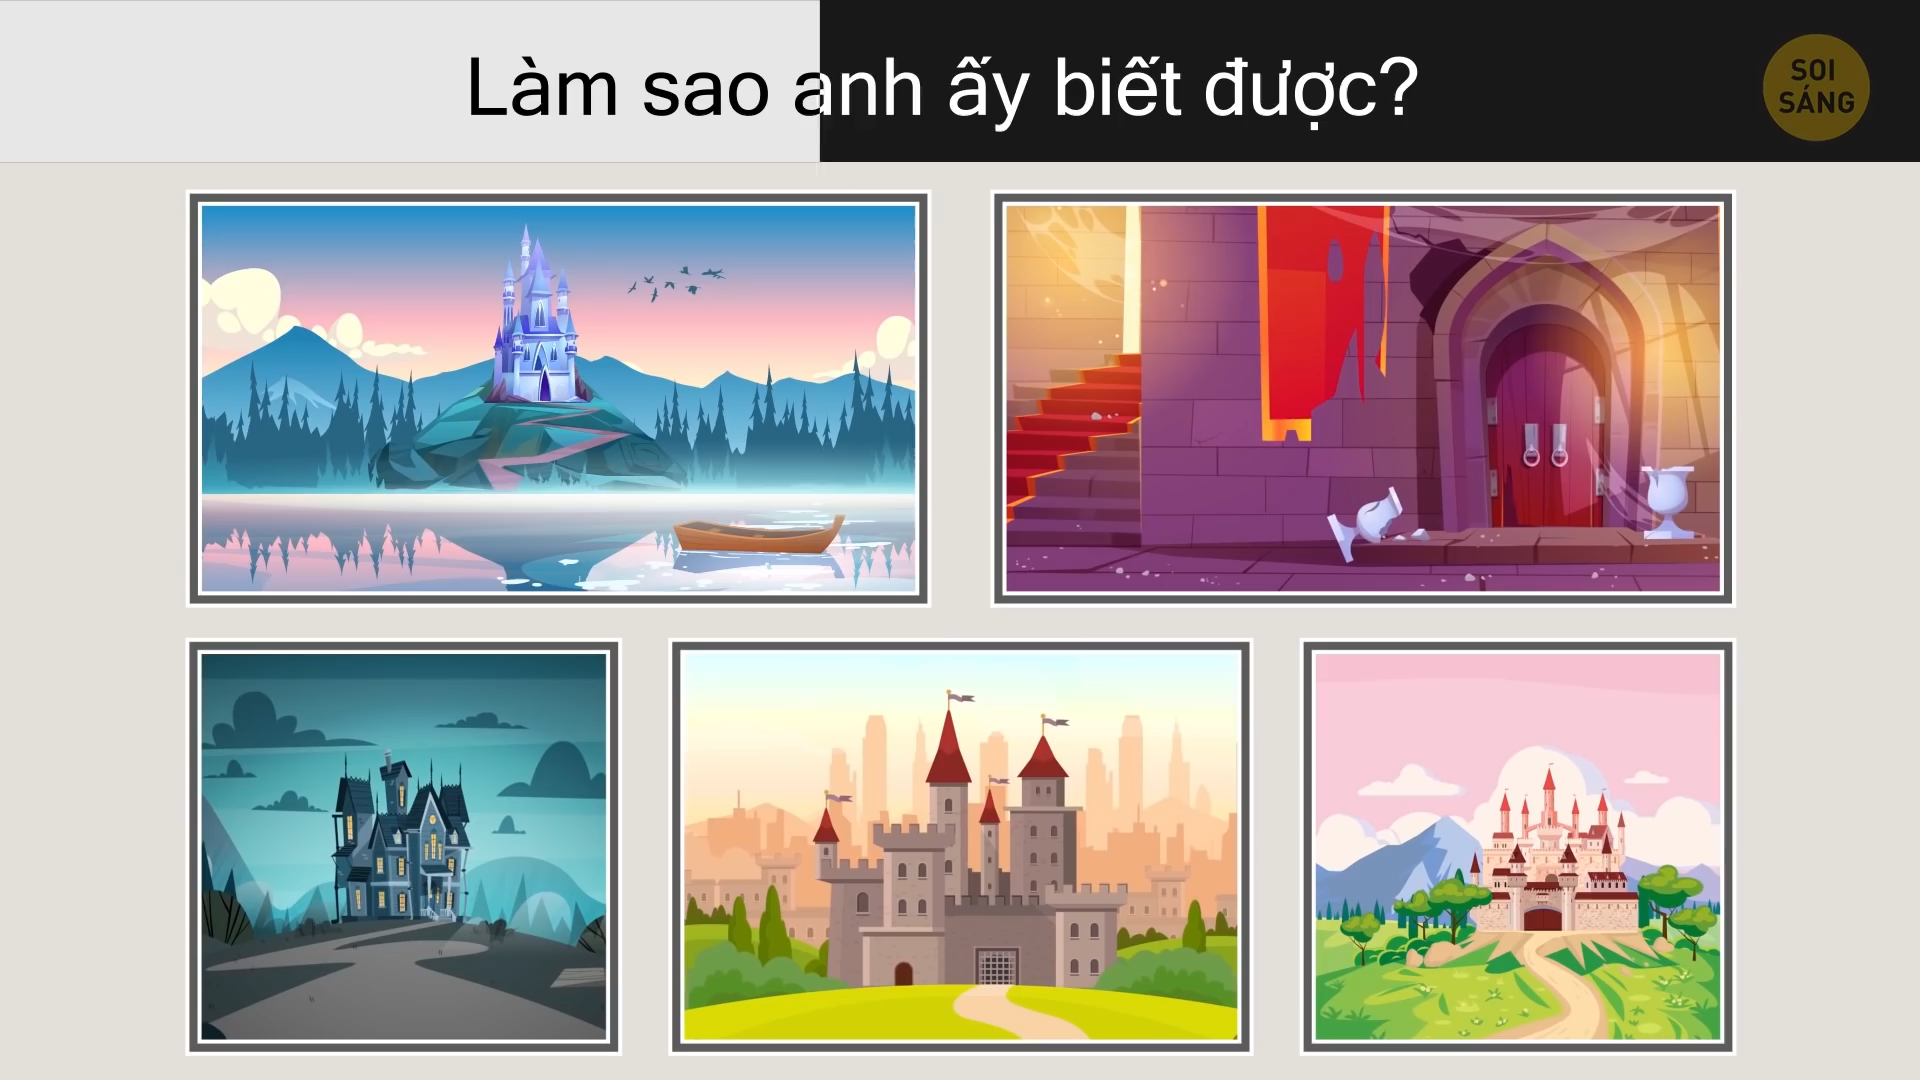 Làm sao anh ấy biết được?
SOI
SÁNG